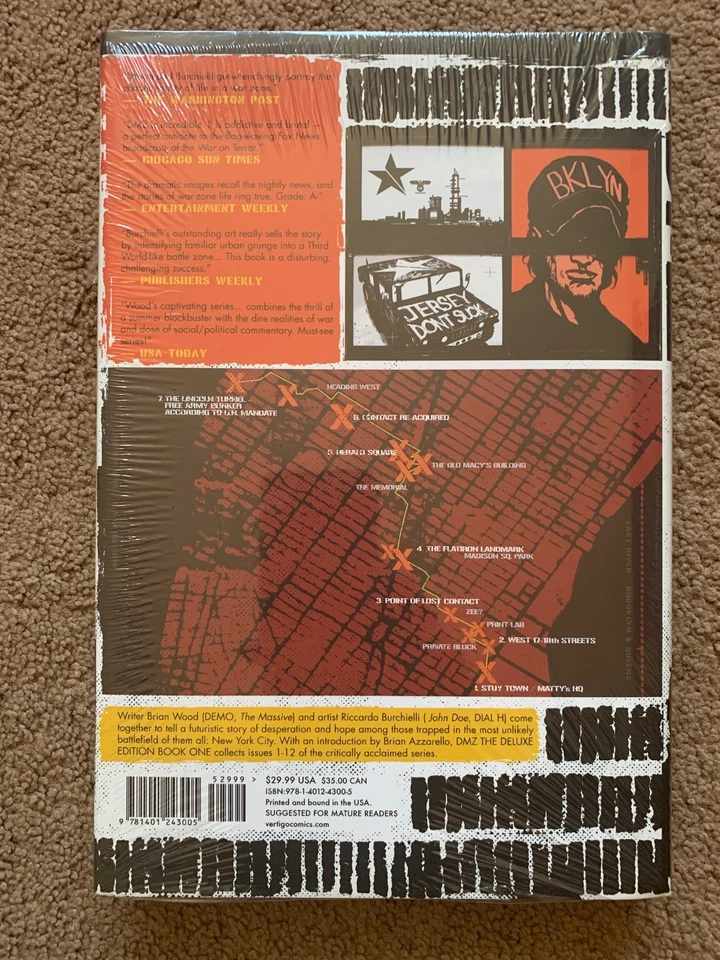 and Burchielli gut-wrenchingly portray the
of life in a war zone."
— THE WASHINGTON POST
incredible. It is addictive and brutal —
a perfect antidote to the flag-waving Fox News
broadcasts of the War on Terror."
— CHICAGO SUN TIMES
"The dramatic images recall the nightly news, and
the stories of war-zone life ring true. Grade: A-"
— ENTERTAINMENT WEEKLY
"Burchielli's outstanding art really sells the story
by intensifying familiar urban grunge into a Third
World-like battle zone... This book is a disturbing,
challenging success."
— PUBLISHERS WEEKLY
"Wood's captivating series... combines the thrill of
a summer blockbuster with the dire realities of war
and dose of social/political commentary. Must-see
series!"
— USA TODAY
BKLYN
JERSEY
DONT SUCK
HEADING WEST
7. THE LINCOLN TUNNEL
FREE ARMY BUNKER
ACCORDING TO U.N. MANDATE
6. CONTACT RE-ACQUIRED
5. HERALD SQUARE
THE OLD MACY'S BUILDING
THE MEMORIAL
4. THE FLATIRON LANDMARK
MADISON SQ. PARK
3. POINT OF LOST CONTACT
ZEE?
PRINT LAB
2. WEST 17-18th STREETS
PRIVATE BLOCK
1. STUY TOWN / MATTY's HQ
EAST RIVER
BROOKLYN & QUEENS
Writer Brian Wood (DEMO, The Massive) and artist Riccardo Burchielli ( John Doe, DIAL H) come
together to tell a futuristic story of desperation and hope among those trapped in the most unlikely
battlefield of them all: New York City. With an introduction by Brian Azzarello, DMZ THE DELUXE
EDITION BOOK ONE collects issues 1-12 of the critically acclaimed series.
52999 >
$29.99 USA $35.00 CAN
ISBN:978-1-4012-4300-5
Printed and bound in the USA.
SUGGESTED FOR MATURE READERS
vertigocomics.com
9 781401 243005